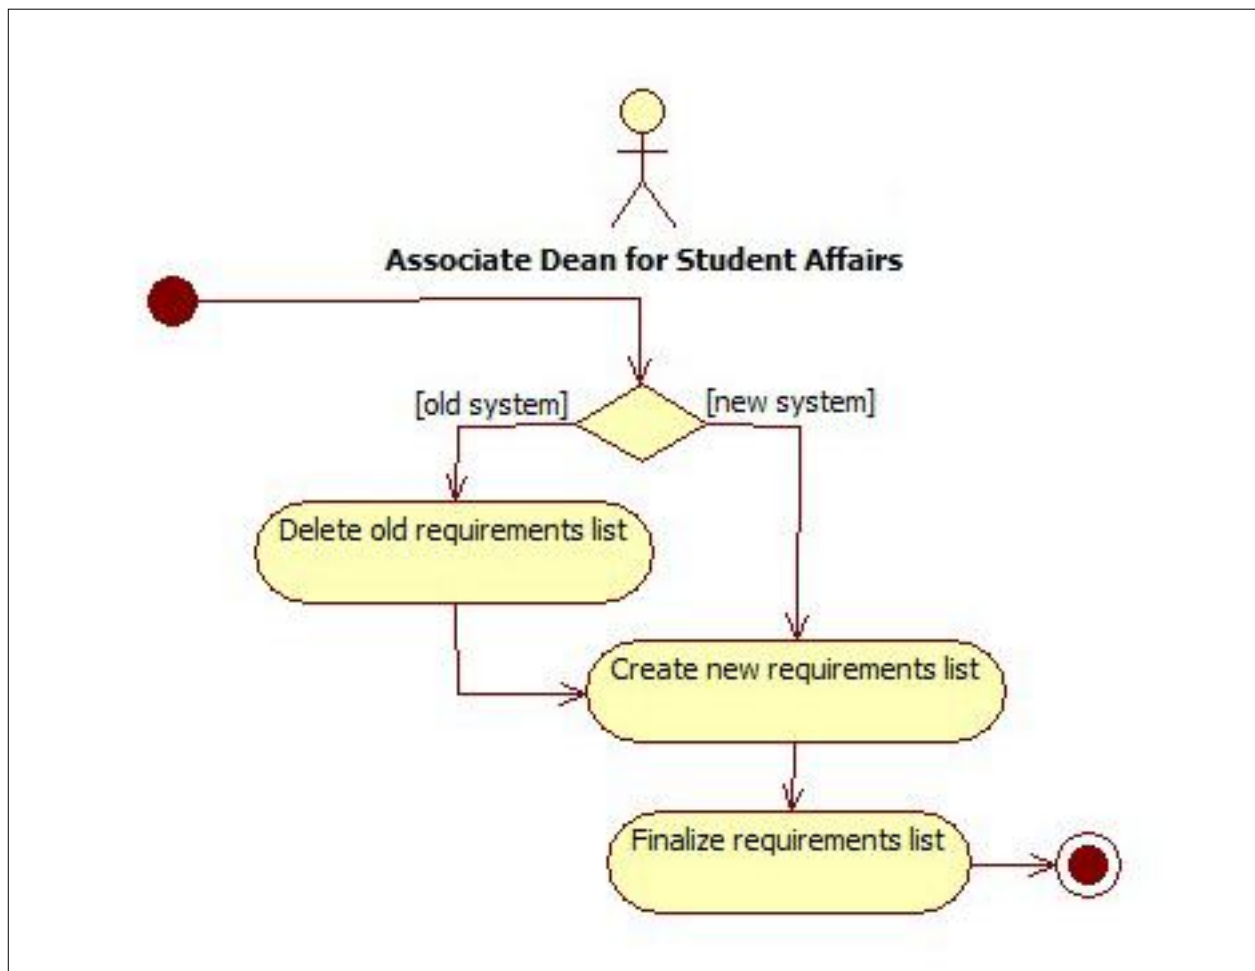 Associate Dean for Student Affairs
[old system]
[new system]
Delete old requirements list
Create new requirements list
Finalize requirements list